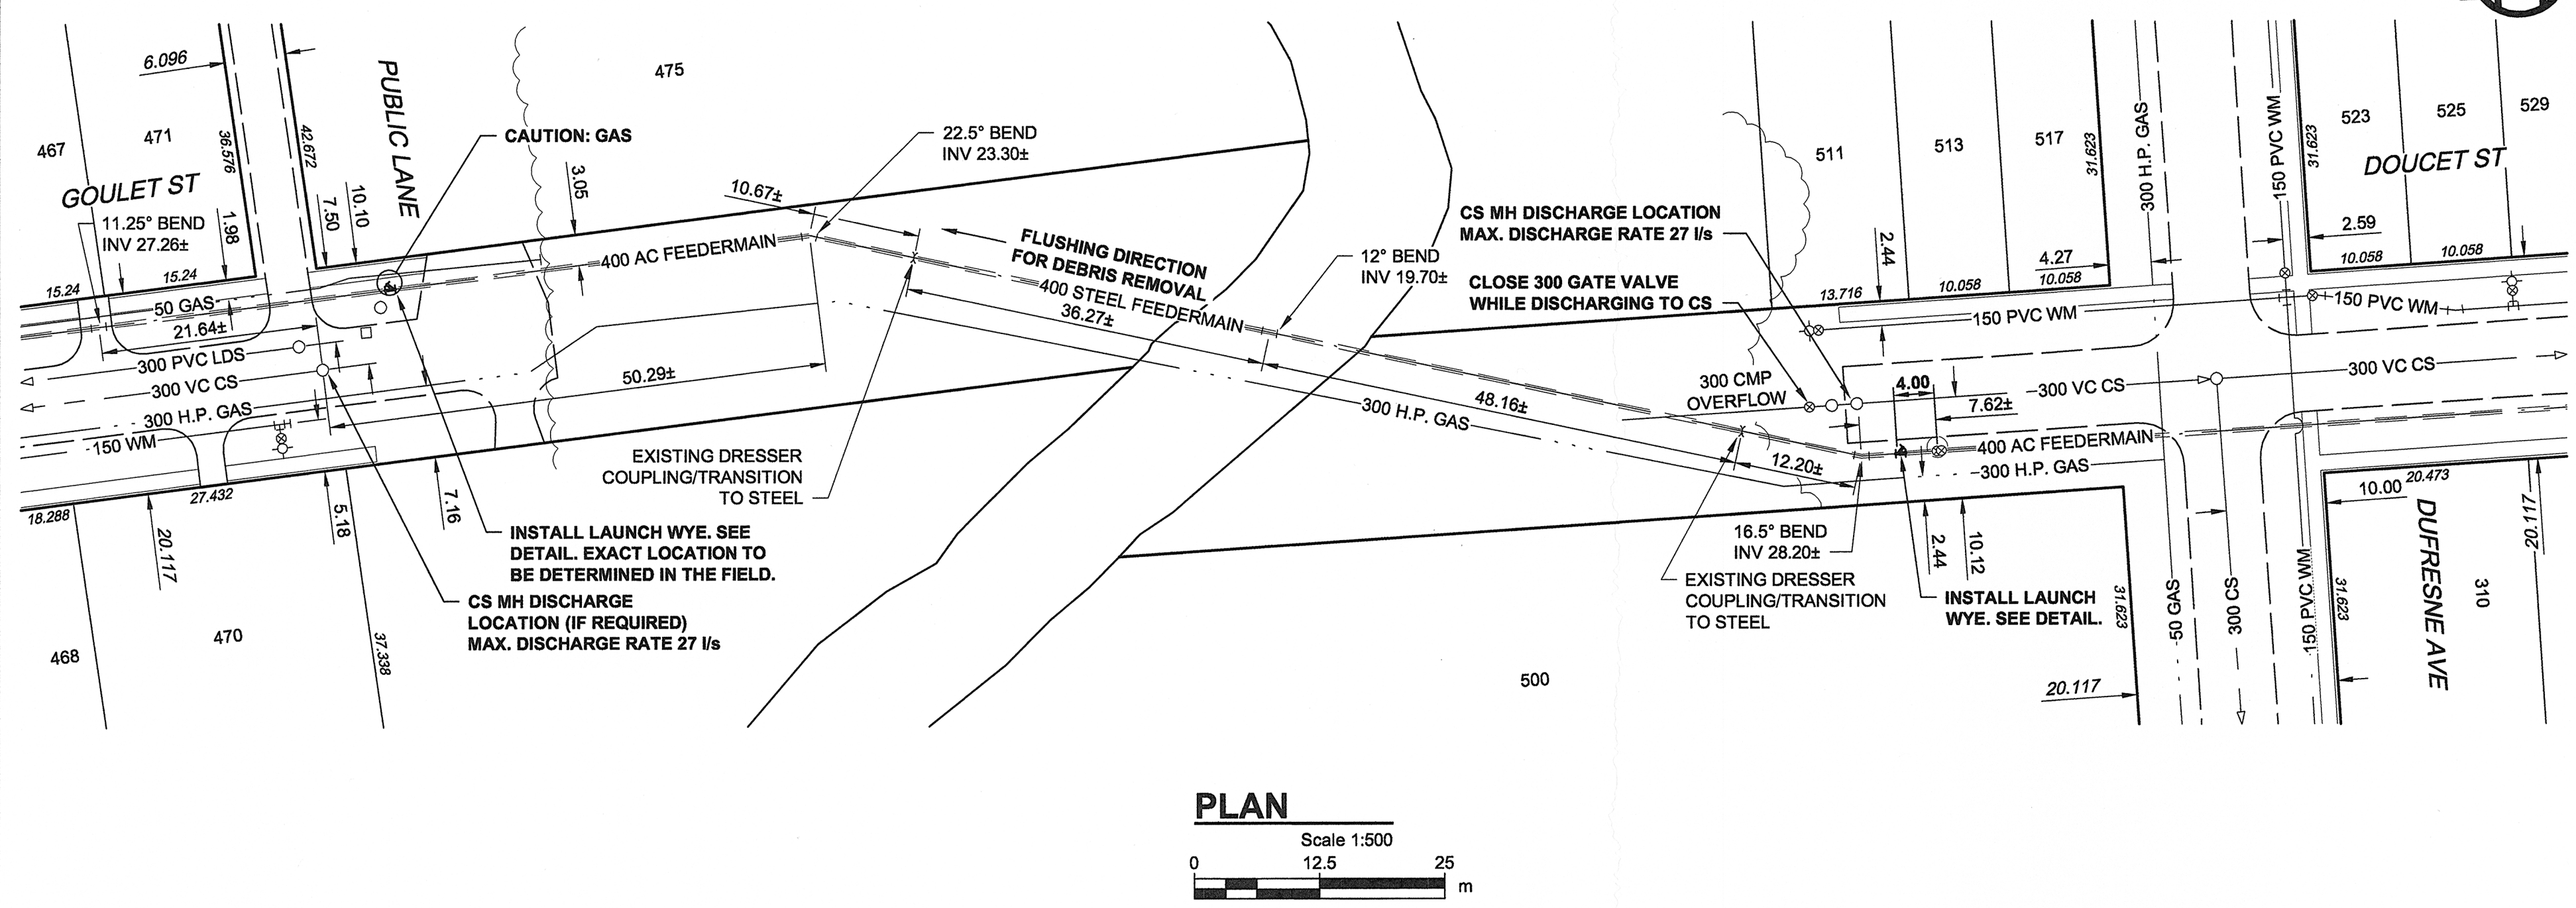 6.096
467
471
36.576
GOULET ST
11.25° BEND
INV 27.26±
1.98
15.24
15.24
50 GAS
21.64±
300 PVC LDS
300 VC CS
300 H.P. GAS
150 WM
18.288
27.432
20.117
468
470
37.338
5.18
7.16
42.672
PUBLIC LANE
7.50
10.10
CAUTION: GAS
475
3.05
400 AC FEEDERMAIN
10.67±
22.5° BEND
INV 23.30±
50.29±
EXISTING DRESSER
COUPLING/TRANSITION
TO STEEL
INSTALL LAUNCH WYE. SEE
DETAIL. EXACT LOCATION TO
BE DETERMINED IN THE FIELD.
CS MH DISCHARGE
LOCATION (IF REQUIRED)
MAX. DISCHARGE RATE 27 l/s
FLUSHING DIRECTION
FOR DEBRIS REMOVAL
400 STEEL FEEDERMAIN
36.27±
12° BEND
INV 19.70±
48.16±
300 H.P. GAS
CS MH DISCHARGE LOCATION
MAX. DISCHARGE RATE 27 l/s
CLOSE 300 GATE VALVE
WHILE DISCHARGING TO CS
300 CMP
OVERFLOW
511
513
517
31.623
2.44
4.27
13.716
10.058
10.058
150 PVC WM
4.00
7.62±
300 VC CS
400 AC FEEDERMAIN
300 H.P. GAS
12.20±
16.5° BEND
INV 28.20±
EXISTING DRESSER
COUPLING/TRANSITION
TO STEEL
2.44
10.12
INSTALL LAUNCH
WYE. SEE DETAIL.
500
31.623
20.117
300 H.P. GAS
150 PVC WM
31.623
523
525
529
DOUCET ST
2.59
10.058
10.058
150 PVC WM
300 VC CS
20.473
10.00
DUFRESNE AVE
310
20.117
50 GAS
300 CS
150 PVC WM
31.623
PLAN
Scale 1:500
0 12.5 25
m